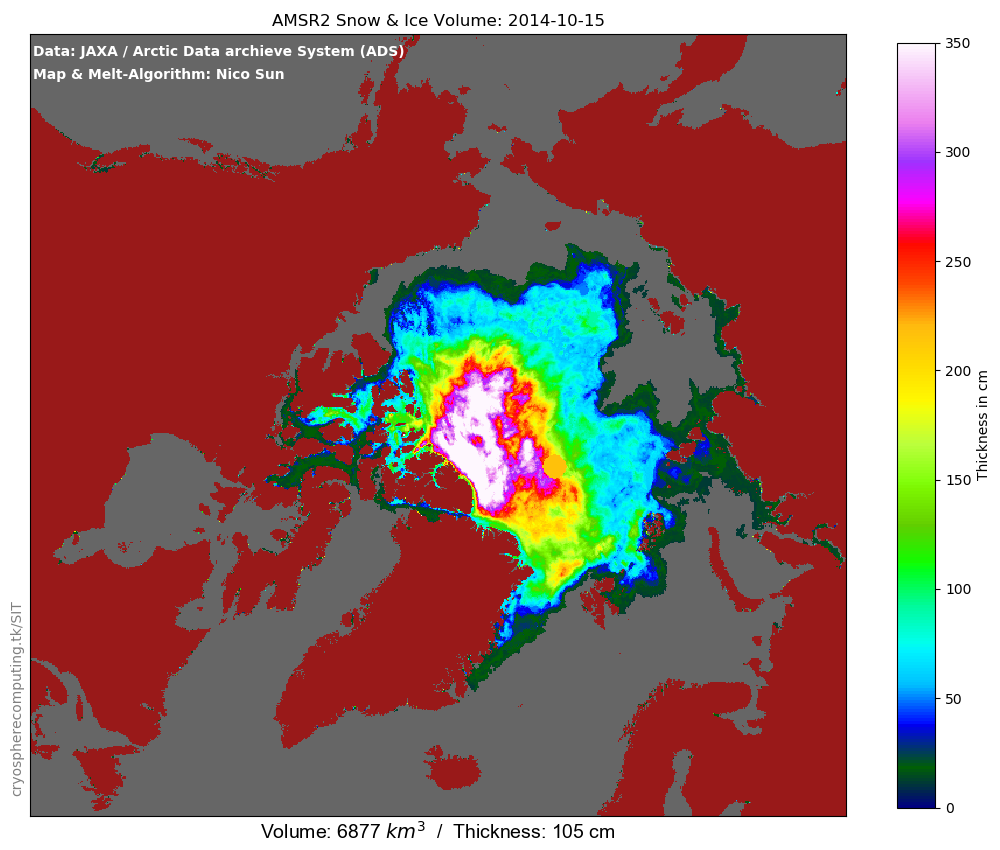 AMSR2 Snow & Ice Volume: 2014-10-15
Data: JAXA / Arctic Data archieve System (ADS)
Map & Melt-Algorithm: Nico Sun
350
300
250
200
150
100
50
0
Thickness in cm
cryospherecomputing.tk/SIT
Volume: 6877 km³ / Thickness: 105 cm